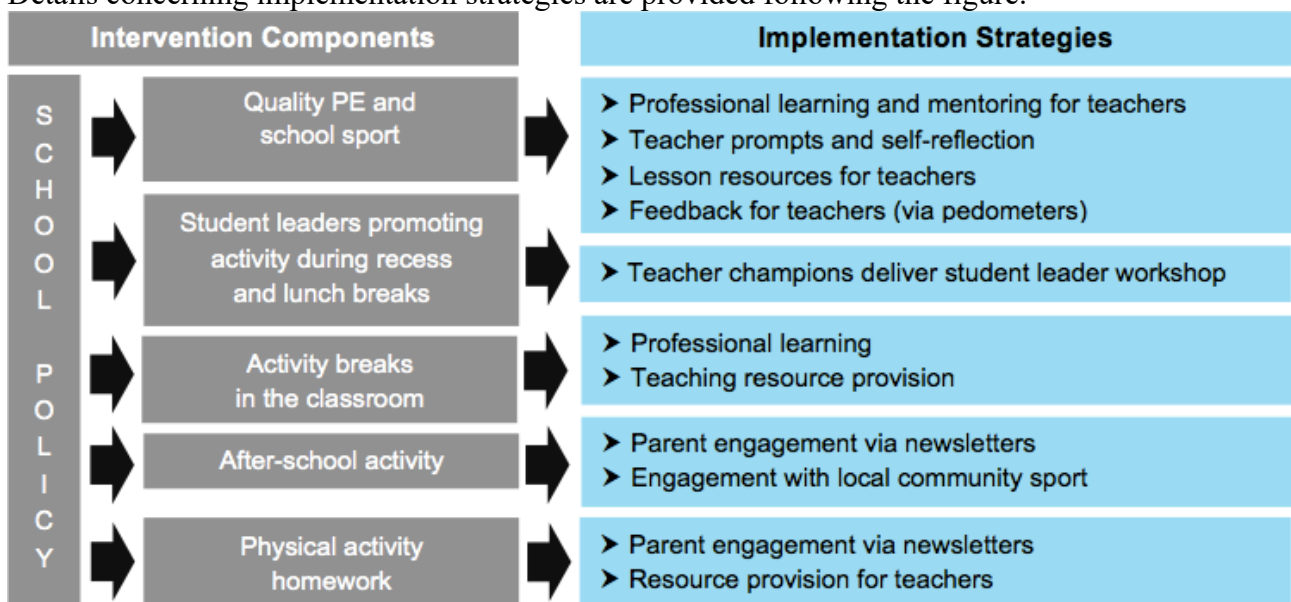 Details concerning implementation strategies are provided following the figure.
Intervention Components
Implementation Strategies
SCHOOL POLICY
Quality PE and
school sport
➤ Professional learning and mentoring for teachers
➤ Teacher prompts and self-reflection
➤ Lesson resources for teachers
➤ Feedback for teachers (via pedometers)
Student leaders promoting
activity during recess
and lunch breaks
➤ Teacher champions deliver student leader workshop
Activity breaks
in the classroom
➤ Professional learning
➤ Teaching resource provision
After-school activity
➤ Parent engagement via newsletters
➤ Engagement with local community sport
Physical activity
homework
➤ Parent engagement via newsletters
➤ Resource provision for teachers